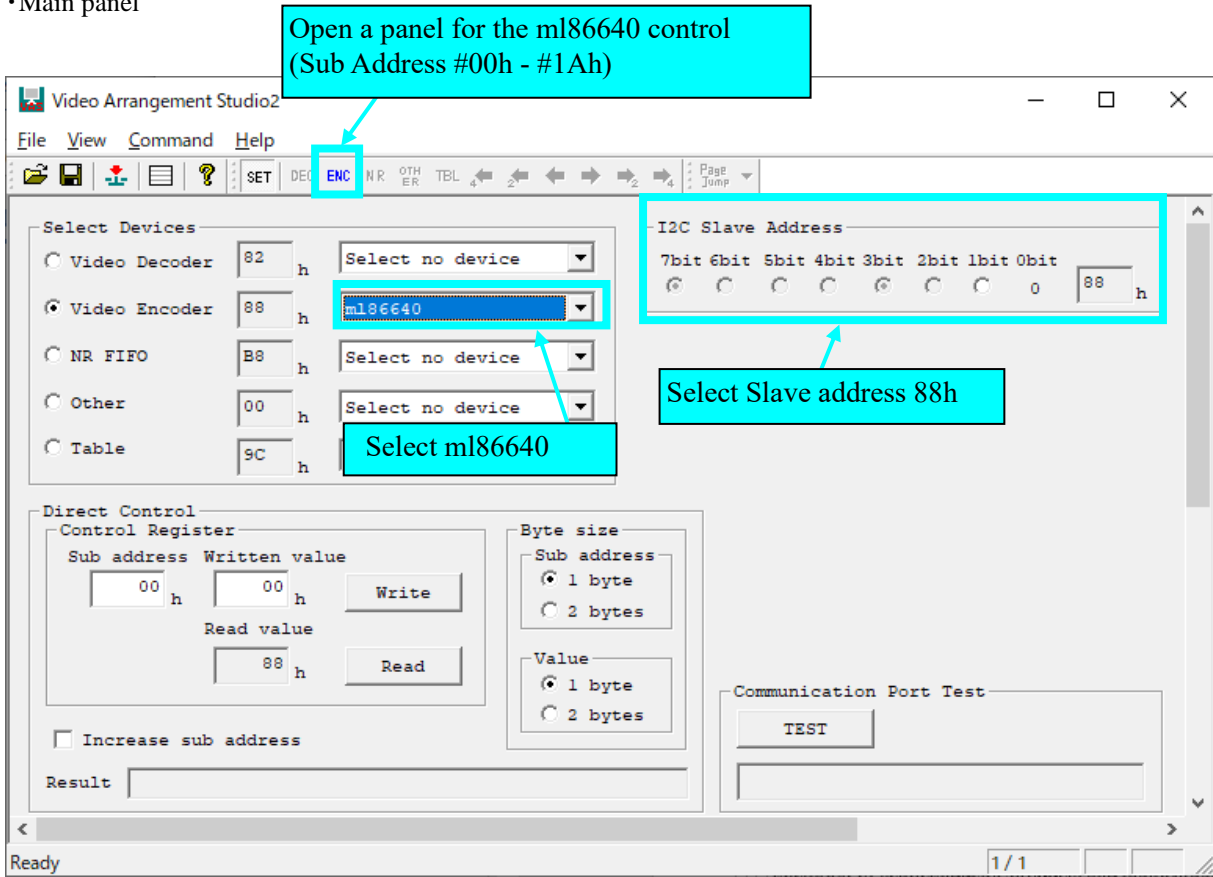 ・Main panel
Open a panel for the ml86640 control
(Sub Address #00h - #1Ah)
Video Arrangement Studio2
File View Command Help
SET DEC ENC NR OTH ER TBL 4 2 2 4 Page Jump
Select Devices
Video Decoder 82 h Select no device
Video Encoder 88 h ml86640
NR FIFO B8 h Select no device
Other 00 h Select no device
Table 9C h
I2C Slave Address
7bit 6bit 5bit 4bit 3bit 2bit 1bit 0bit
0 88 h
Select Slave address 88h
Select ml86640
Direct Control
Control Register
Sub address Written value
00 h 00 h Write
Read value
88 h Read
Increase sub address
Result
Byte size
Sub address
1 byte
2 bytes
Value
1 byte
2 bytes
Communication Port Test
TEST
Ready 1/1